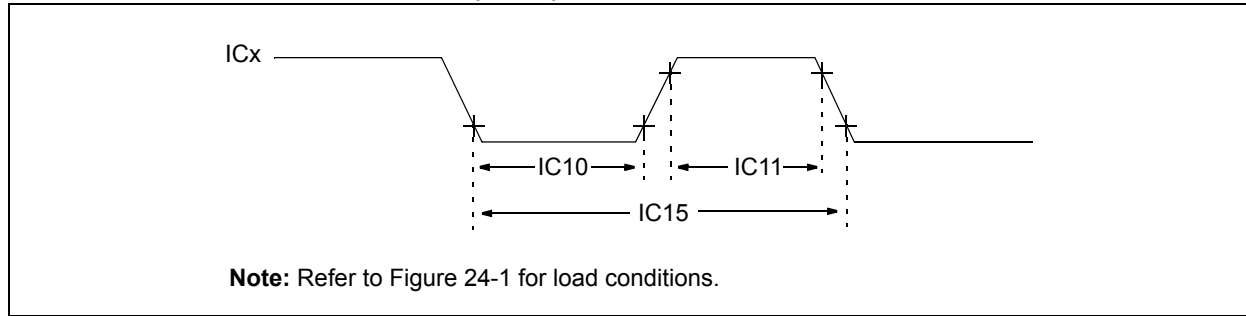 ICx
IC10
IC11
IC15
Note: Refer to Figure 24-1 for load conditions.